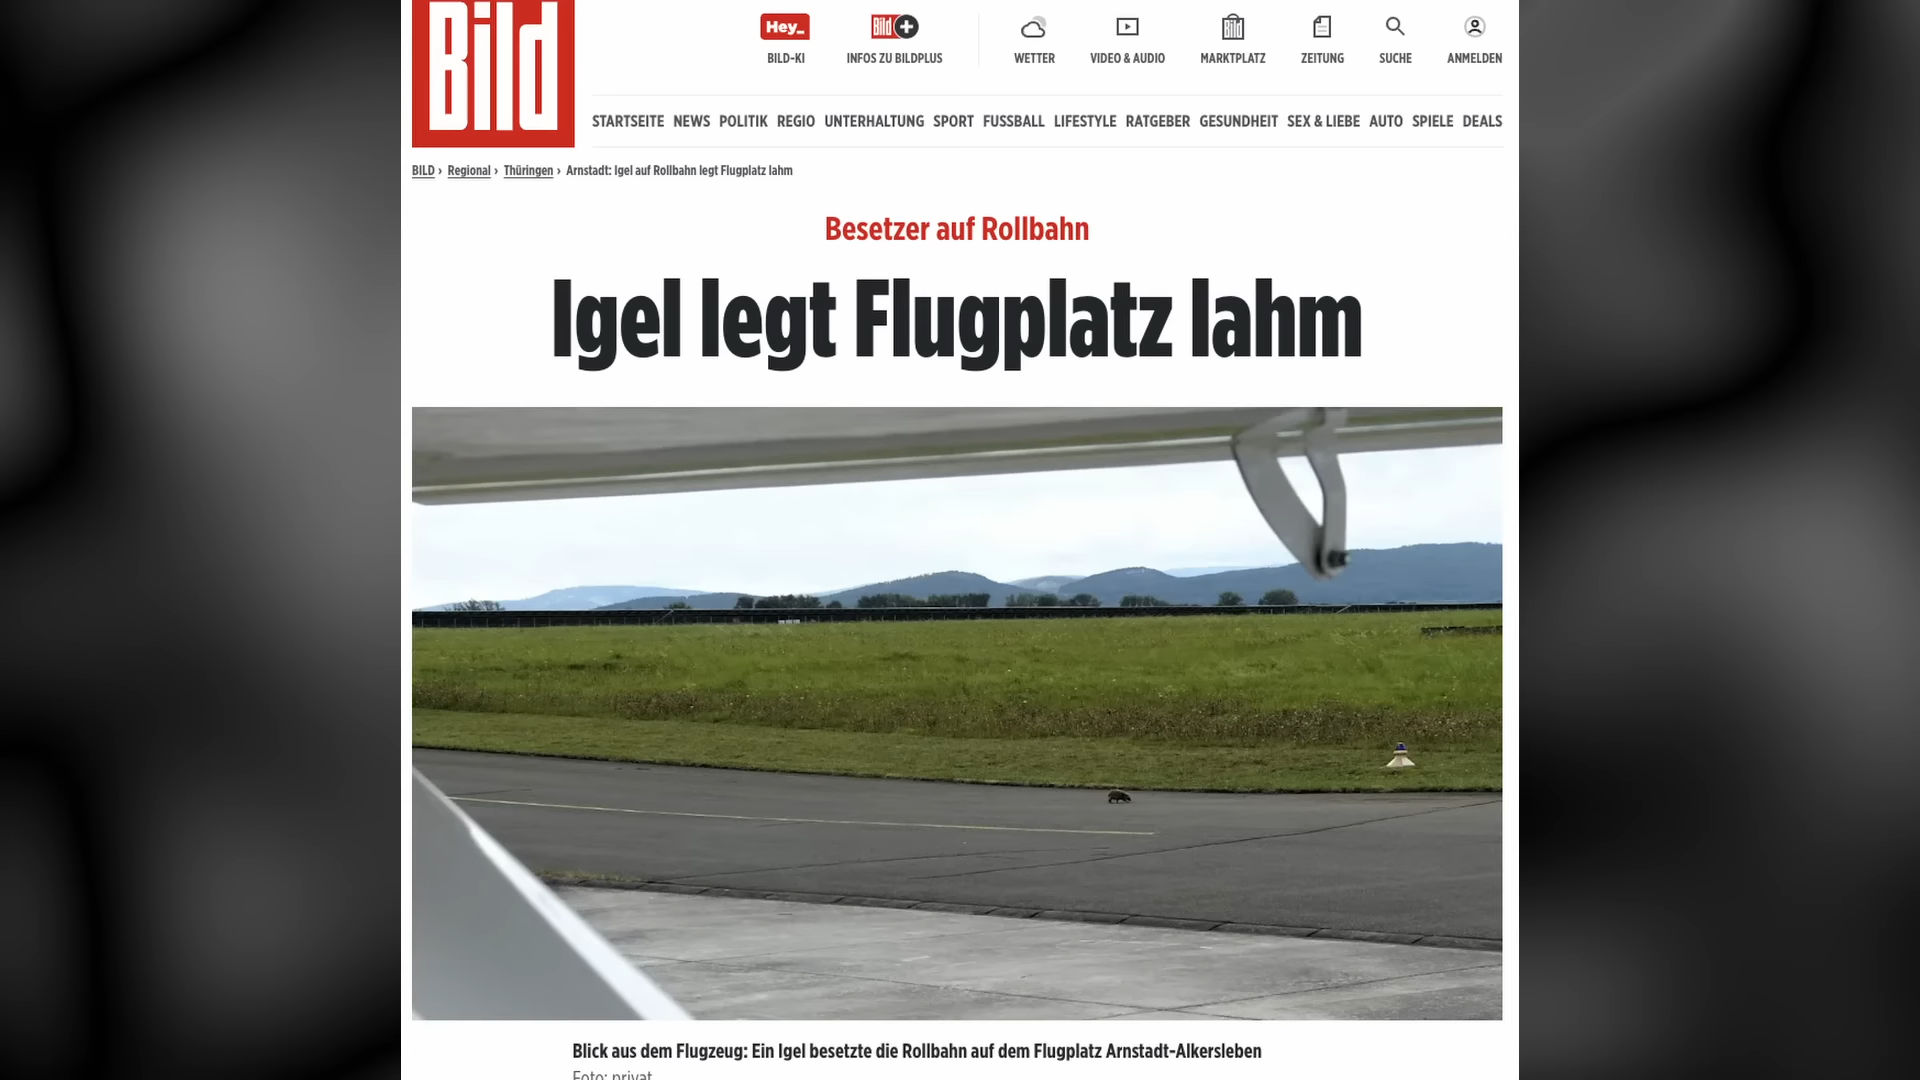 Bild
Hey_
Bild+
Bild
BILD-KI
INFOS ZU BILDPLUS
WETTER
VIDEO & AUDIO
MARKTPLATZ
ZEITUNG
SUCHE
ANMELDEN
STARTSEITE NEWS POLITIK REGIO UNTERHALTUNG SPORT FUSSBALL LIFESTYLE RATGEBER GESUNDHEIT SEX & LIEBE AUTO SPIELE DEALS
BILD › Regional › Thüringen › Arnstadt: Igel auf Rollbahn legt Flugplatz lahm
Besetzer auf Rollbahn
Igel legt Flugplatz lahm
Blick aus dem Flugzeug: Ein Igel besetzte die Rollbahn auf dem Flugplatz Arnstadt-Alkersleben
Foto: privat